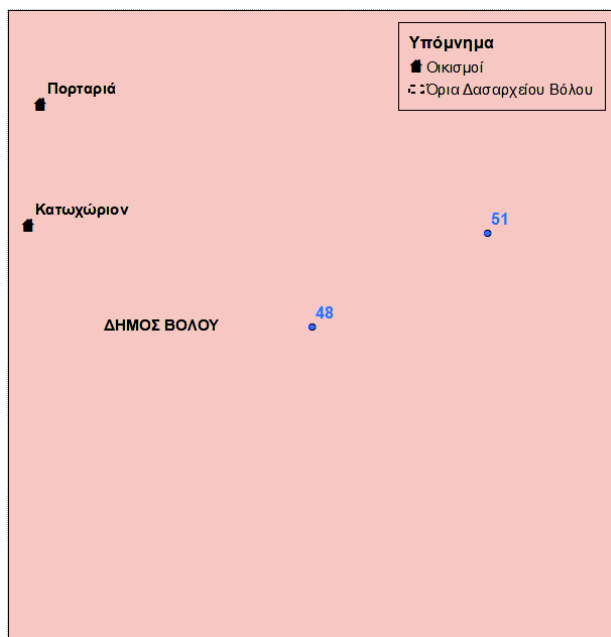 Υπόμνημα
Οικισμοί
Όρια Δασαρχείου Βόλου
Πορταριά
Κατωχώριον
51
48
ΔΗΜΟΣ ΒΟΛΟΥ